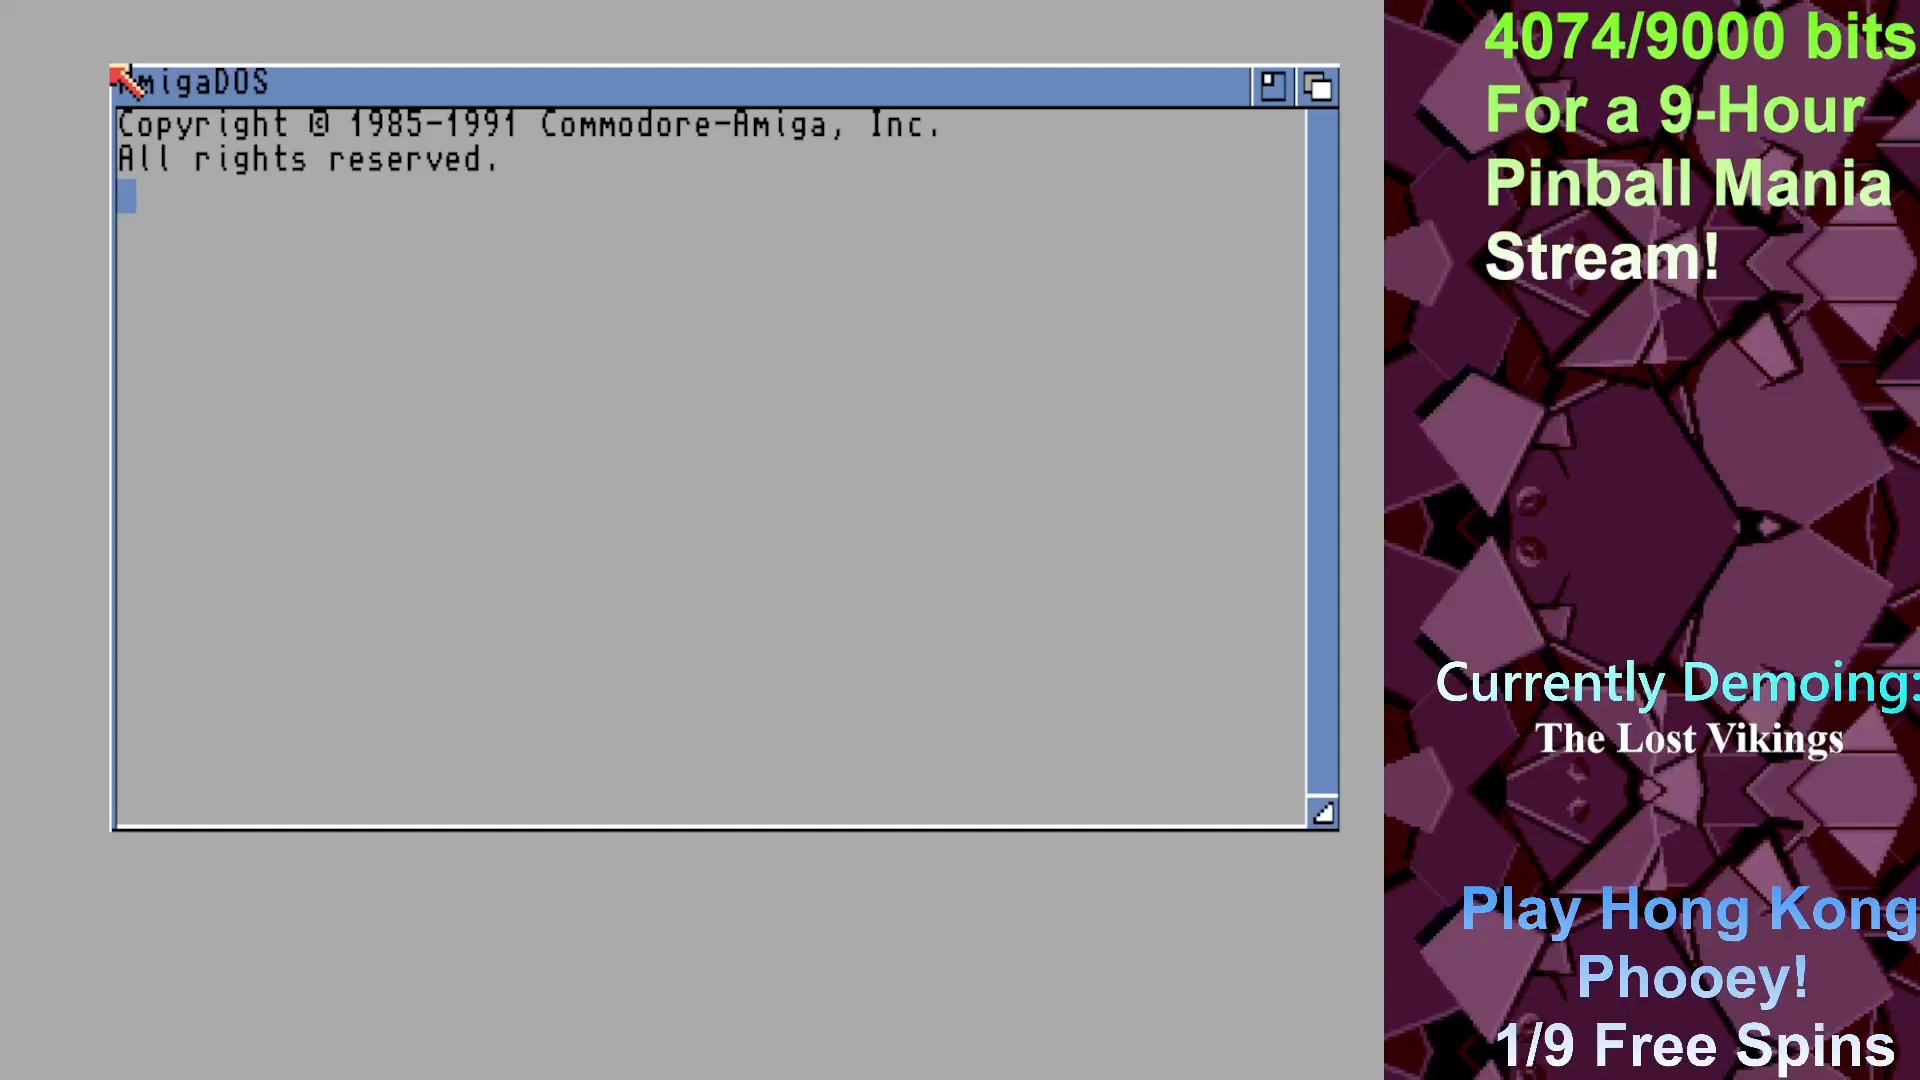 AmigaDOS
Copyright © 1985-1991 Commodore-Amiga, Inc.
All rights reserved.
4074/9000 bits
For a 9-Hour
Pinball Mania
Stream!
Currently Demoing:
The Lost Vikings
Play Hong Kong
Phooey!
1/9 Free Spins